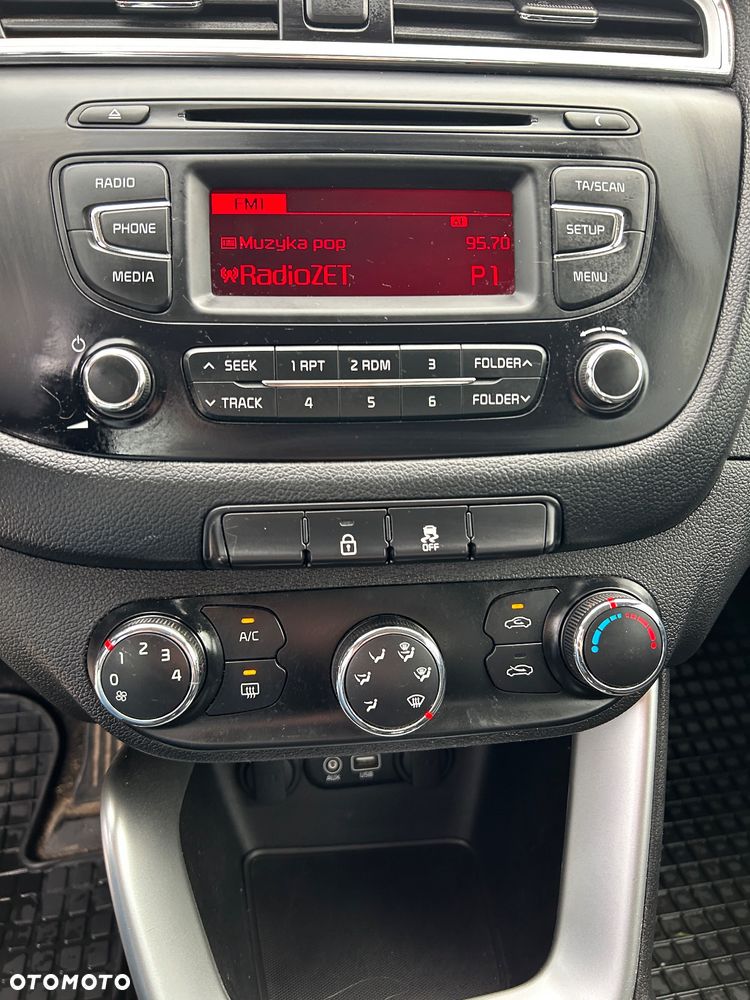 RADIO
PHONE
MEDIA
FM1
Muzyka pop 95.70
RadioZET P1
TA/SCAN
SETUP
MENU
SEEK 1 RPT 2 RDM 3 FOLDER
TRACK 4 5 6 FOLDER
OFF
0 1 2 3 4
A/C
AUX USB
OTOMOTO